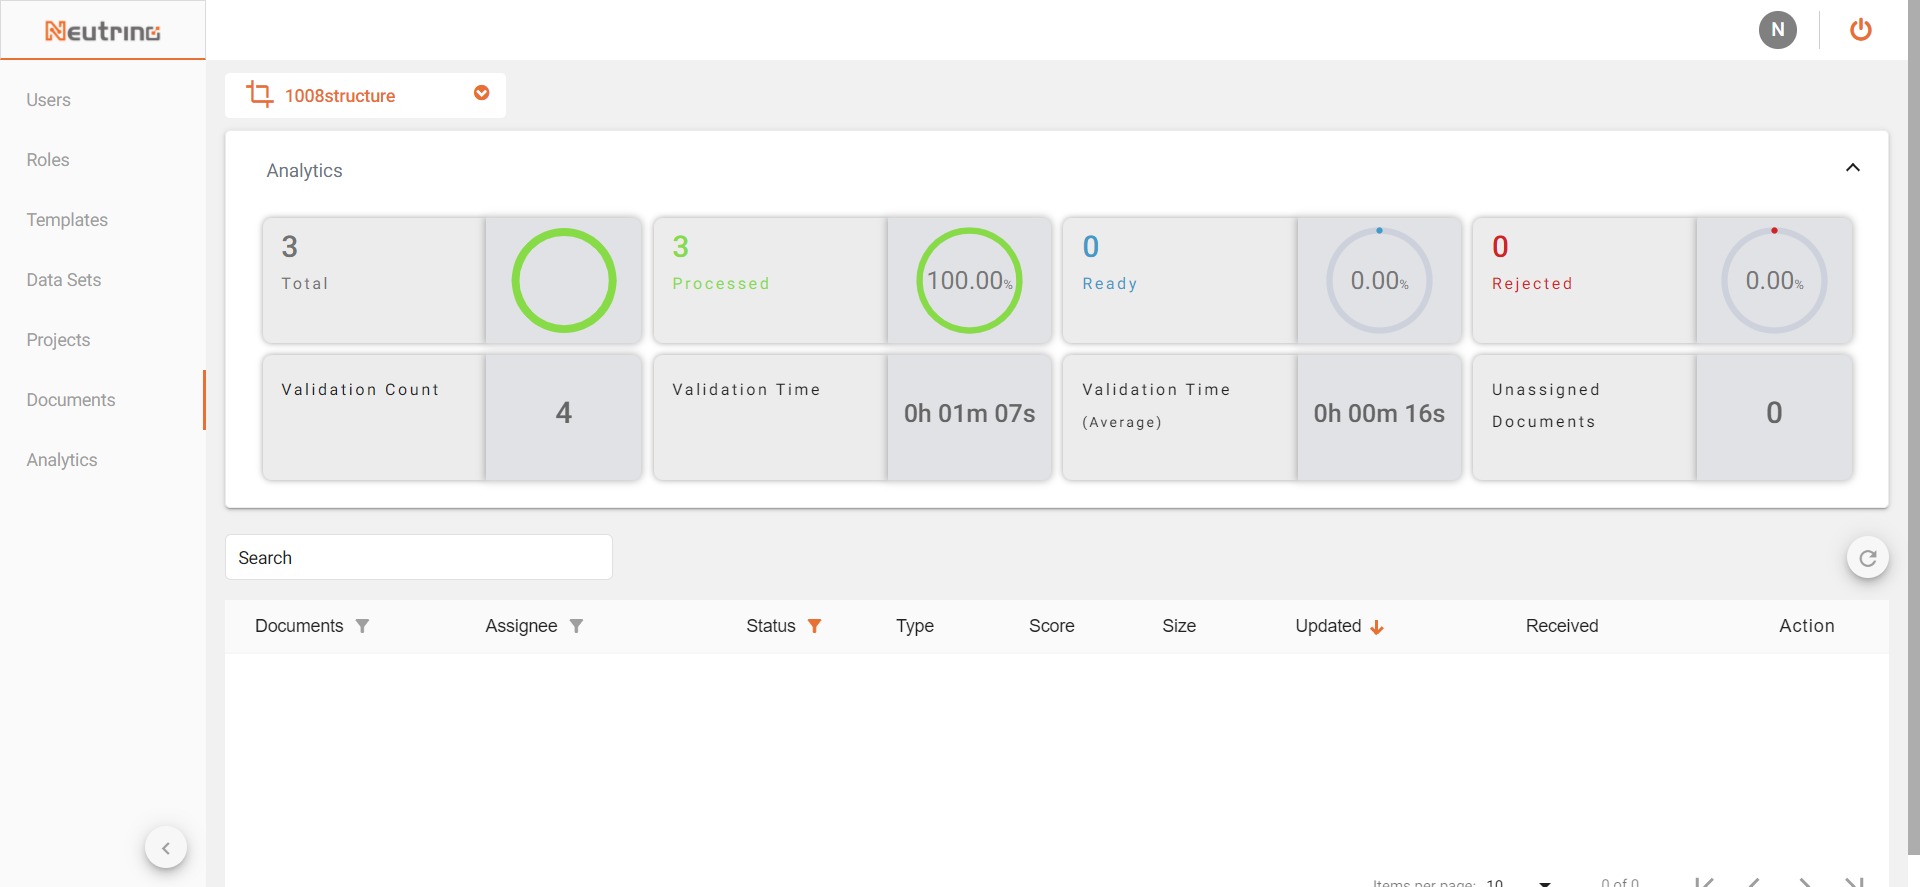 Neutrino
N
Users
Roles
Templates
Data Sets
Projects
Documents
Analytics
1008structure
Analytics
3
Total
3
Processed
100.00%
0
Ready
0.00%
0
Rejected
0.00%
Validation Count
4
Validation Time
0h 01m 07s
Validation Time
(Average)
0h 00m 16s
Unassigned
Documents
0
Search
Documents Assignee Status Type Score Size Updated Received Action
Items per page: 10 0 of 0